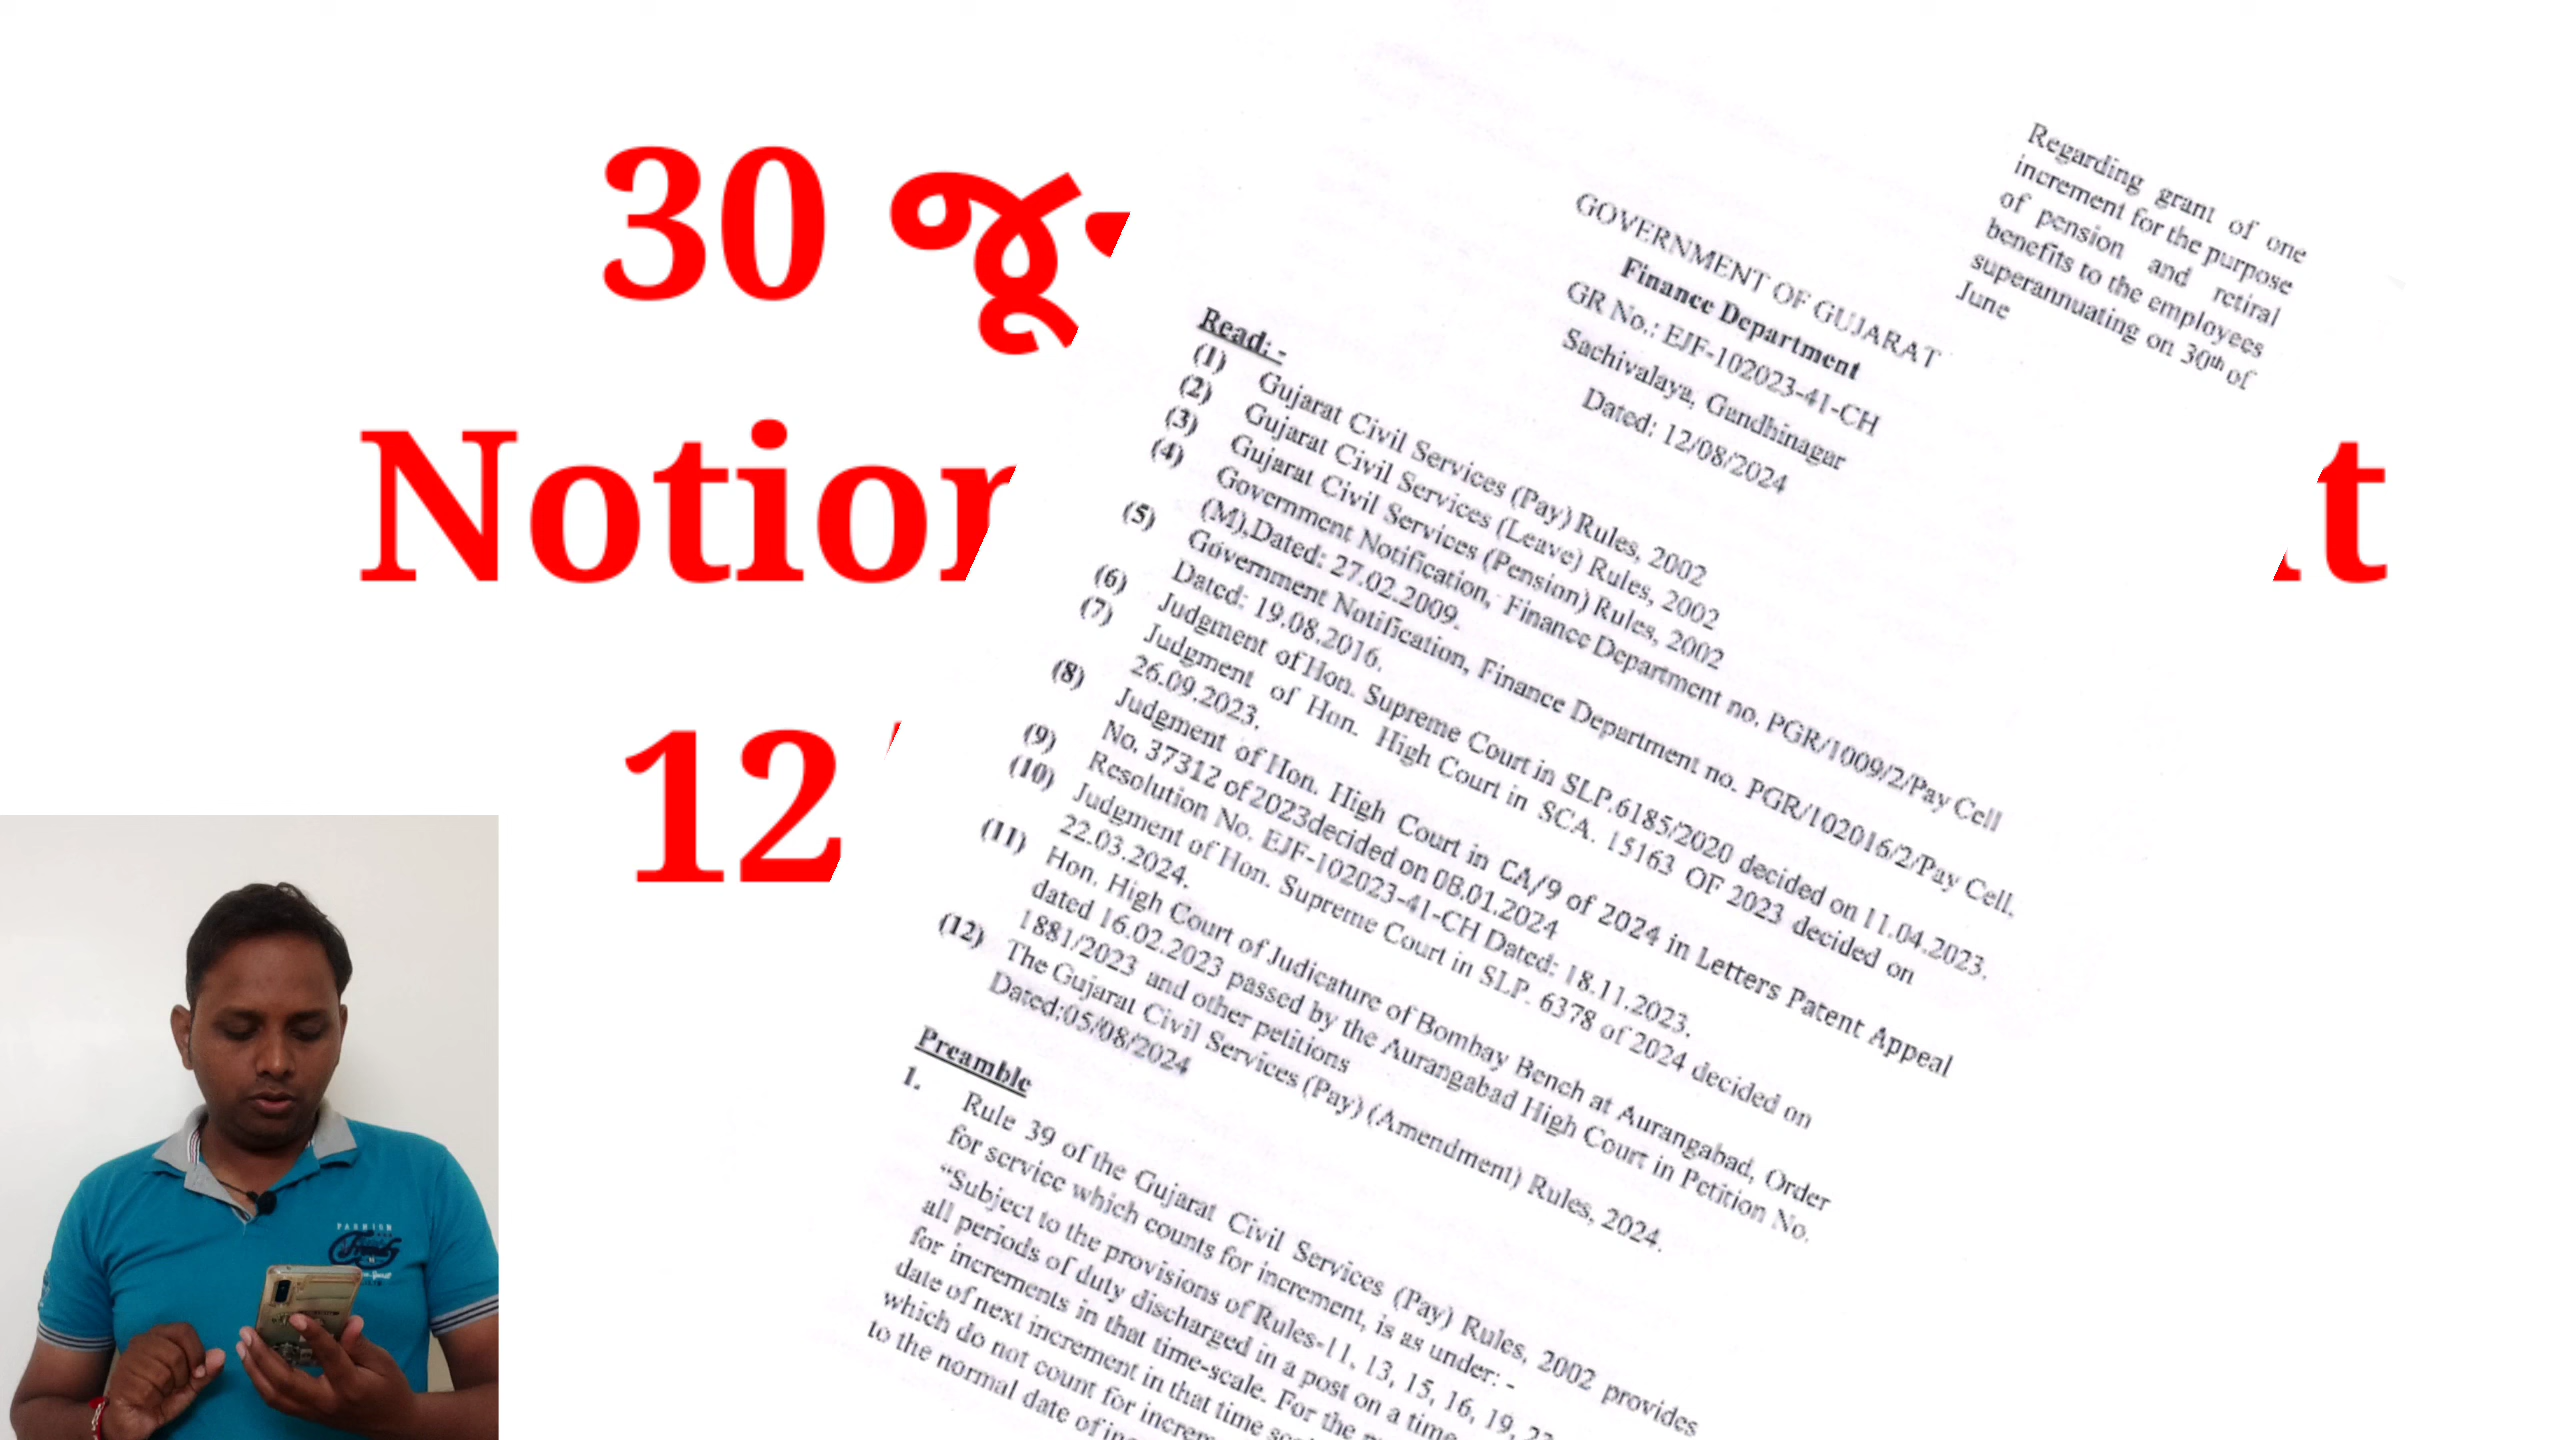 30 જૂ
Notion
t
12
Regarding grant of one
increment for the purpose
of pension and retiral
benefits to the employees
superannuating on 30th of
June
GOVERNMENT OF GUJARAT
Finance Department
GR No.: EJF-102023-41-CH
Sachivalaya, Gandhinagar
Dated: 12/08/2024
Read: -
(1) Gujarat Civil Services (Pay) Rules, 2002
(2) Gujarat Civil Services (Leave) Rules, 2002
(3) Gujarat Civil Services (Pension) Rules, 2002
(4) Government Notification, Finance Department no. PGR/1009/2/Pay Cell
(M),Dated: 27.02.2009.
(5) Government Notification, Finance Department no. PGR/102016/2/Pay Cell.
Dated: 19.08.2016.
(6) Judgment of Hon. Supreme Court in SLP.6185/2020 decided on 11.04.2023.
(7) Judgment of Hon. High Court in SCA. 15163 OF 2023 decided on
26.09.2023.
(8) Judgment of Hon. High Court in CA/9 of 2024 in Letters Patent Appeal
No. 37312 of2023decided on 08.01.2024
(9) Resolution No. EJF-102023-41-CH Dated: 18.11.2023.
(10) Judgment of Hon. Supreme Court in SLP. 6378 of 2024 decided on
22.03.2024.
(11) Hon. High Court of Judicature of Bombay Bench at Aurangabad, Order
dated 16.02.2023 passed by the Aurangabad High Court in Petition No.
1881/2023 and other petitions
(12) The Gujarat Civil Services (Pay) (Amendment) Rules, 2024.
Dated:05/08/2024
Preamble
1. Rule 39 of the Gujarat Civil Services (Pay) Rules, 2002 provides
for service which counts for increment, is as under: -
"Subject to the provisions of Rules-11, 13, 15, 16, 19, 
all periods of duty discharged in a post on a time
for increments in that time-scale. For the
date of next increment in that time
which do not count for increm
to the normal date of
FASHION